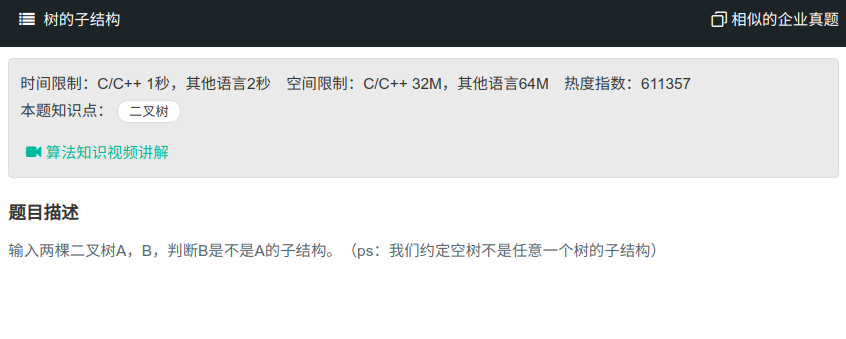 树的子结构
相似的企业真题
时间限制：C/C++ 1秒，其他语言2秒 空间限制：C/C++ 32M，其他语言64M 热度指数：611357
本题知识点： 二叉树
算法知识视频讲解
题目描述
输入两棵二叉树A，B，判断B是不是A的子结构。（ps：我们约定空树不是任意一个树的子结构）